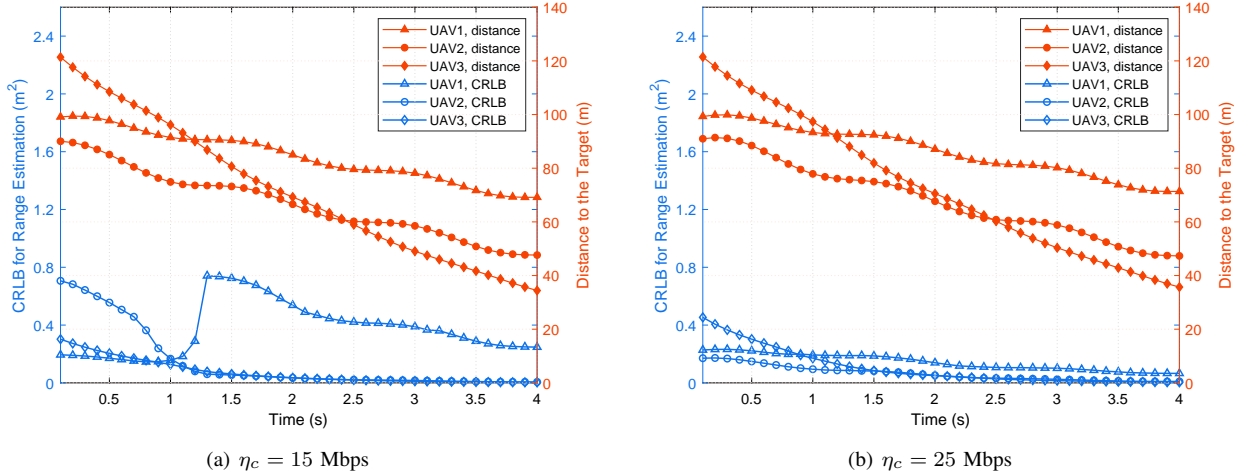 CRLB for Range Estimation (m²)
2.4
2
1.6
1.2
0.8
0.4
0
140
120
100
80
60
40
20
0
Distance to the Target (m)
UAV1, distance
UAV2, distance
UAV3, distance
UAV1, CRLB
UAV2, CRLB
UAV3, CRLB
0.5 1 1.5 2 2.5 3 3.5 4
Time (s)
(a) ηc = 15 Mbps
CRLB for Range Estimation (m²)
2.4
2
1.6
1.2
0.8
0.4
0
140
120
100
80
60
40
20
0
Distance to the Target (m)
UAV1, distance
UAV2, distance
UAV3, distance
UAV1, CRLB
UAV2, CRLB
UAV3, CRLB
0.5 1 1.5 2 2.5 3 3.5 4
Time (s)
(b) ηc = 25 Mbps